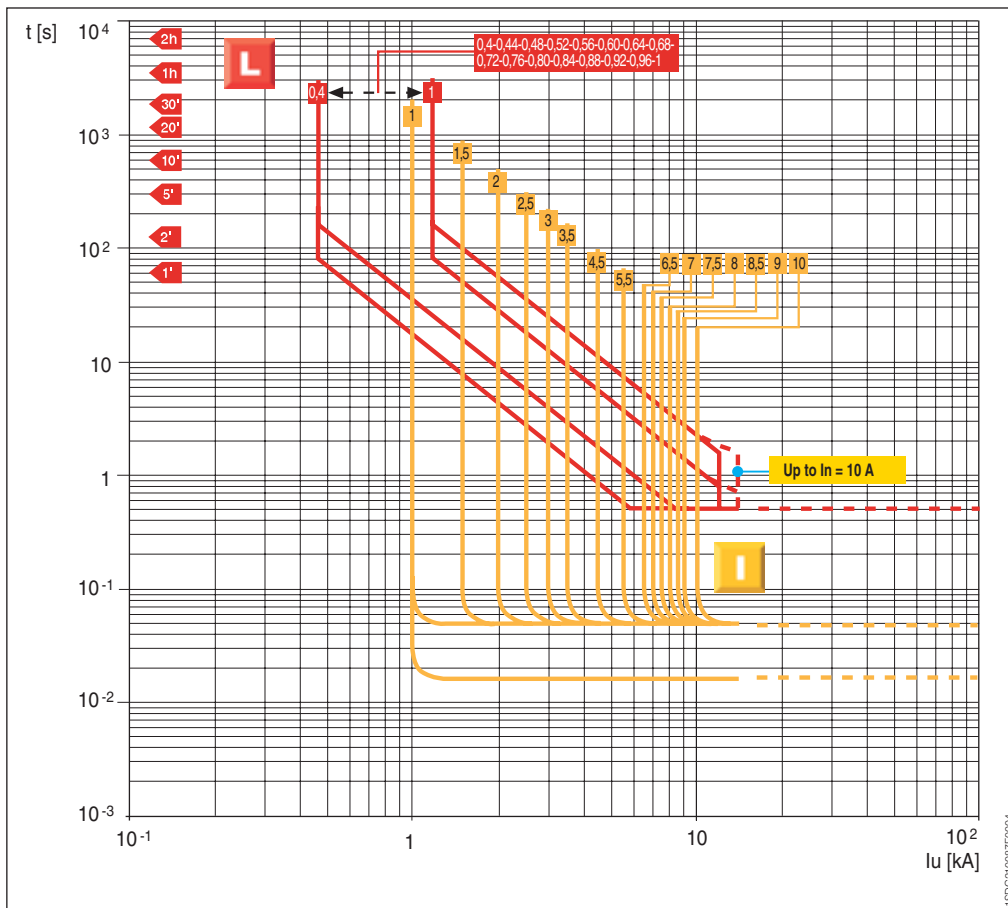 t [s]
10⁴
2h
L
0,4-0,44-0,48-0,52-0,56-0,60-0,64-0,68-
0,72-0,76-0,80-0,84-0,88-0,92-0,96-1
1h
0,4
1
30'
1
20'
10³
1,5
10'
2
5'
2,5
3
3,5
2'
10²
4,5
6,5 7 7,5 8 8,5 9 10
1'
5,5
10
1
Up to In = 10 A
I
10⁻¹
10⁻²
10⁻³
10⁻¹ 1 10 10²
Iu [kA]